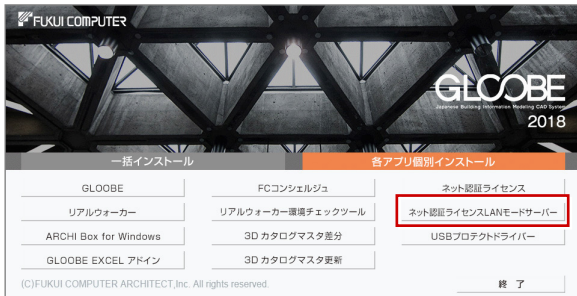 FUKUI COMPUTER
GLOOBE
Japanese Building Information Modeling CAD System
2018
一括インストール
各アプリ個別インストール
GLOOBE
FCコンシェルジュ
ネット認証ライセンス
リアルウォーカー
リアルウォーカー環境チェックツール
ネット認証ライセンスLANモードサーバー
ARCHI Box for Windows
3D カタログマスタ差分
USBプロテクトドライバー
GLOOBE EXCEL アドイン
3D カタログマスタ更新
(C)FUKUI COMPUTER ARCHITECT,Inc. All rights reserved.
終 了